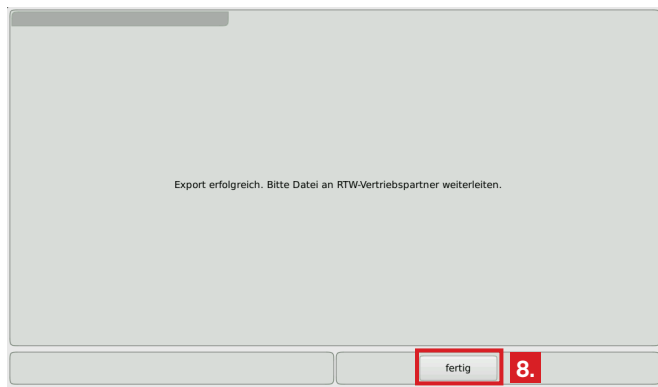 Export erfolgreich. Bitte Datei an RTW-Vertriebspartner weiterleiten.
fertig 8.